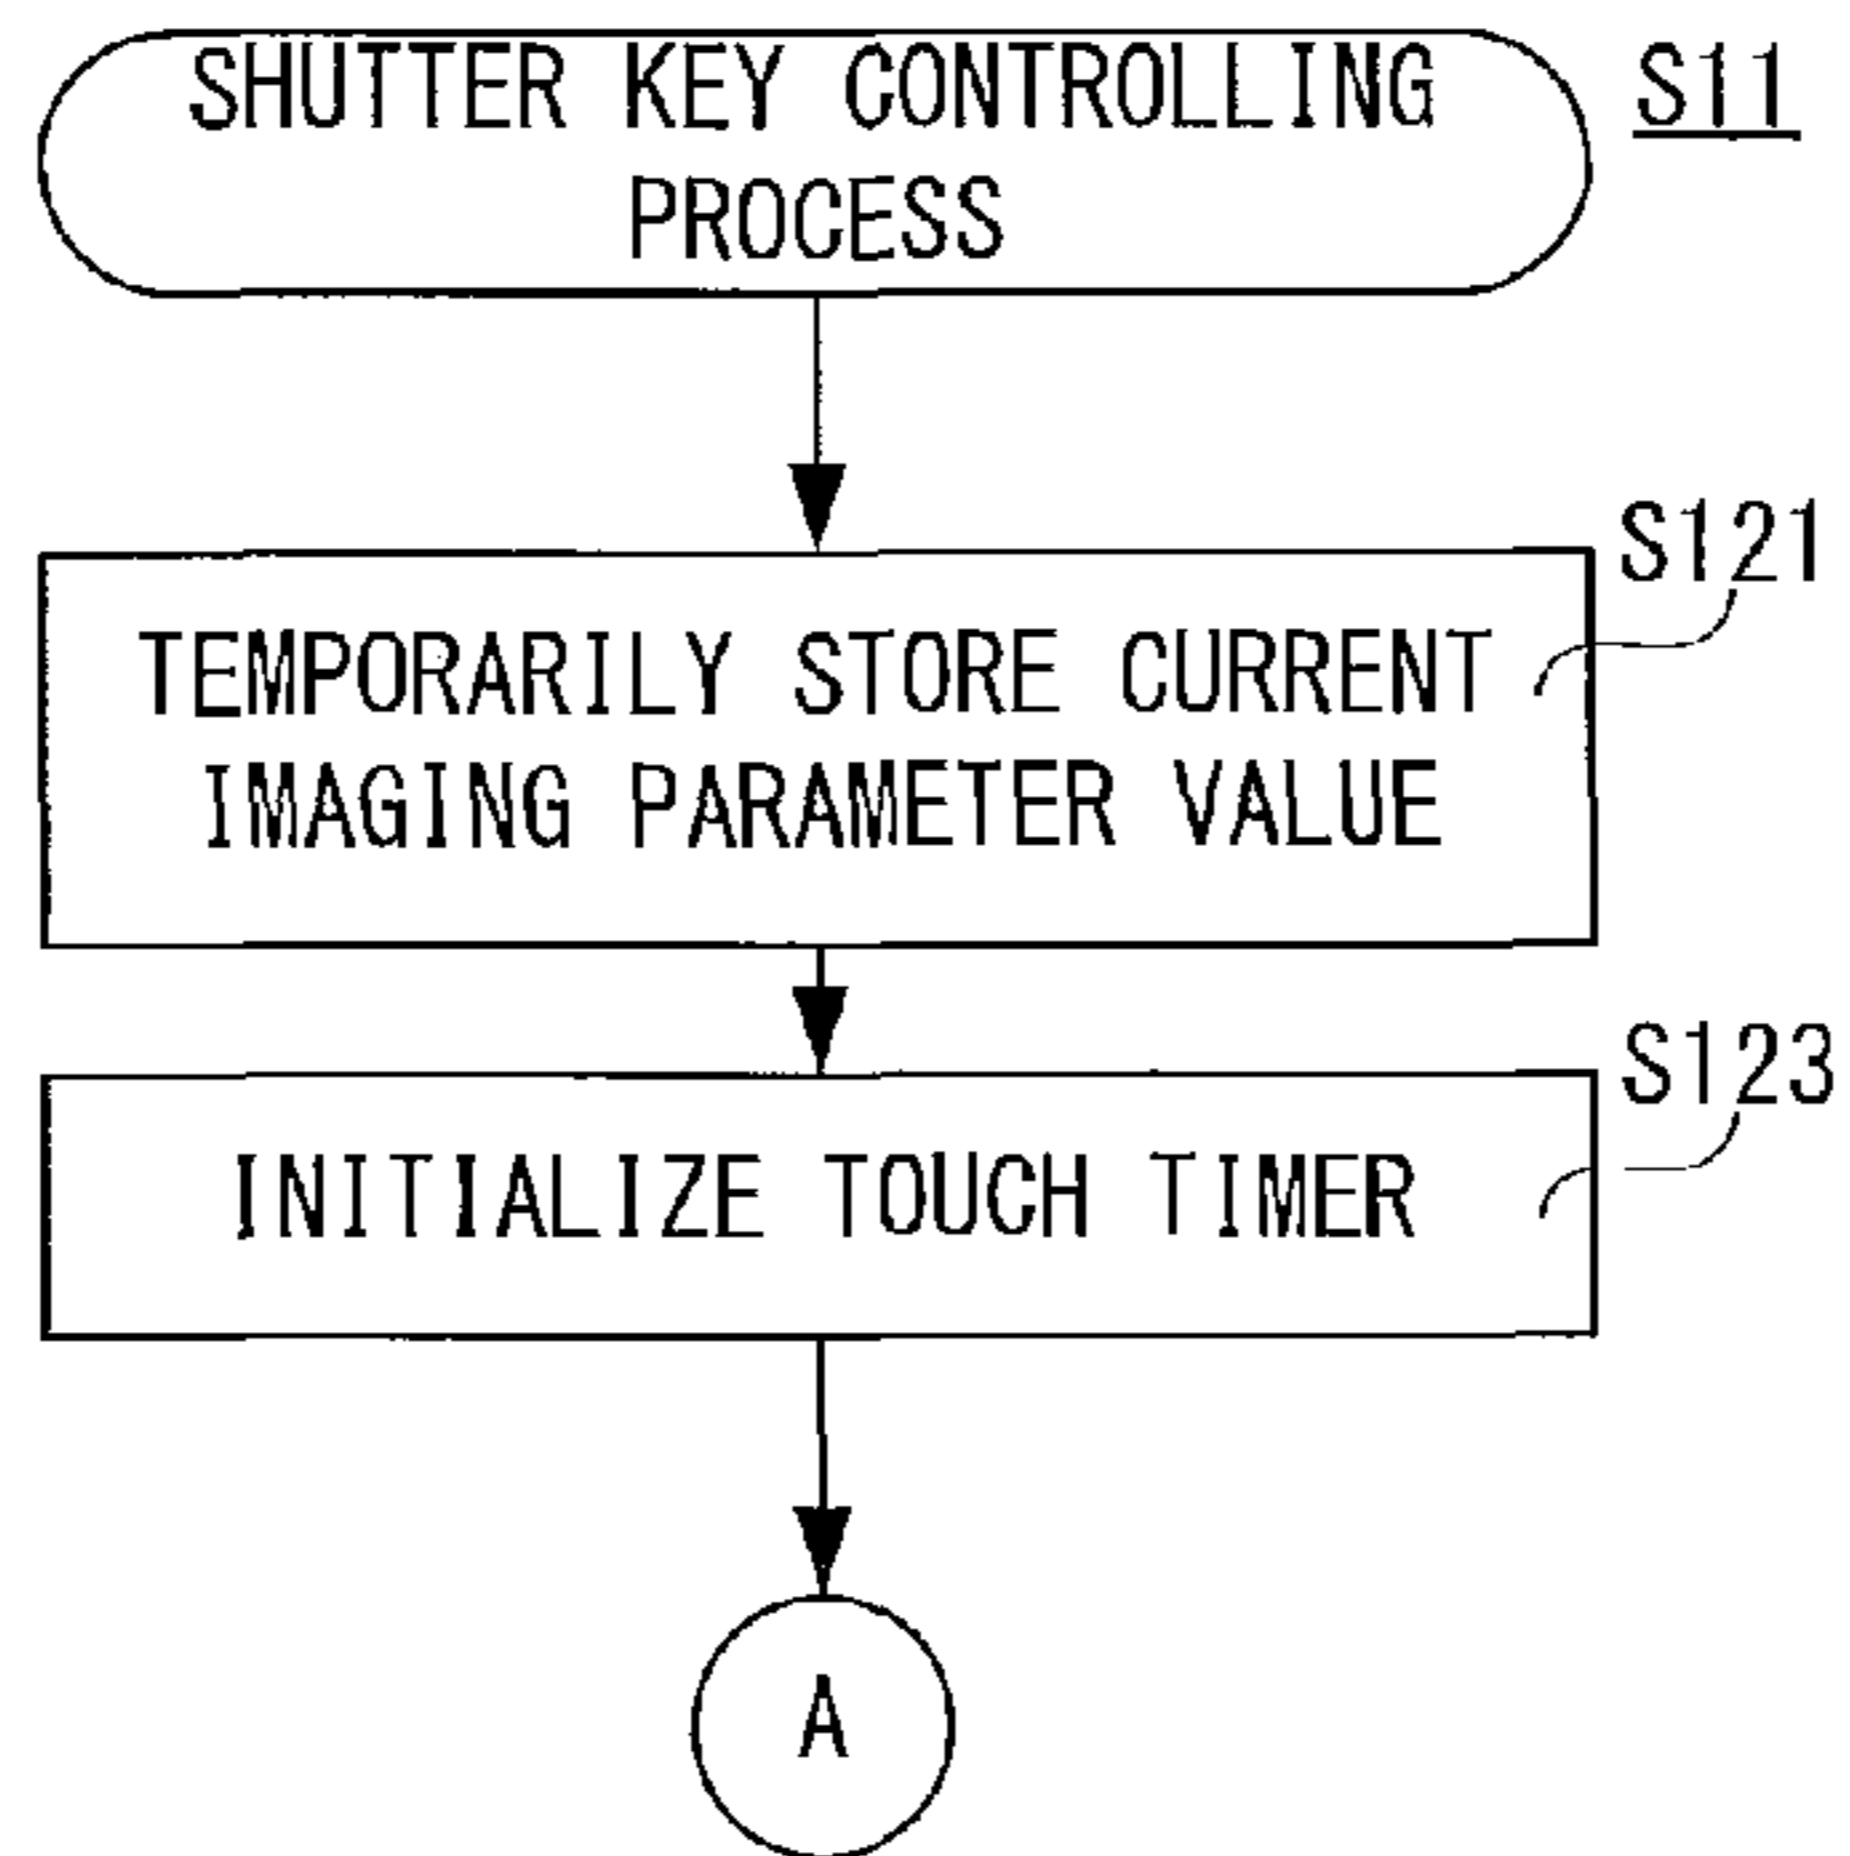 SHUTTER KEY CONTROLLING
PROCESS
S11
S121
TEMPORARILY STORE CURRENT
IMAGING PARAMETER VALUE
S123
INITIALIZE TOUCH TIMER
A